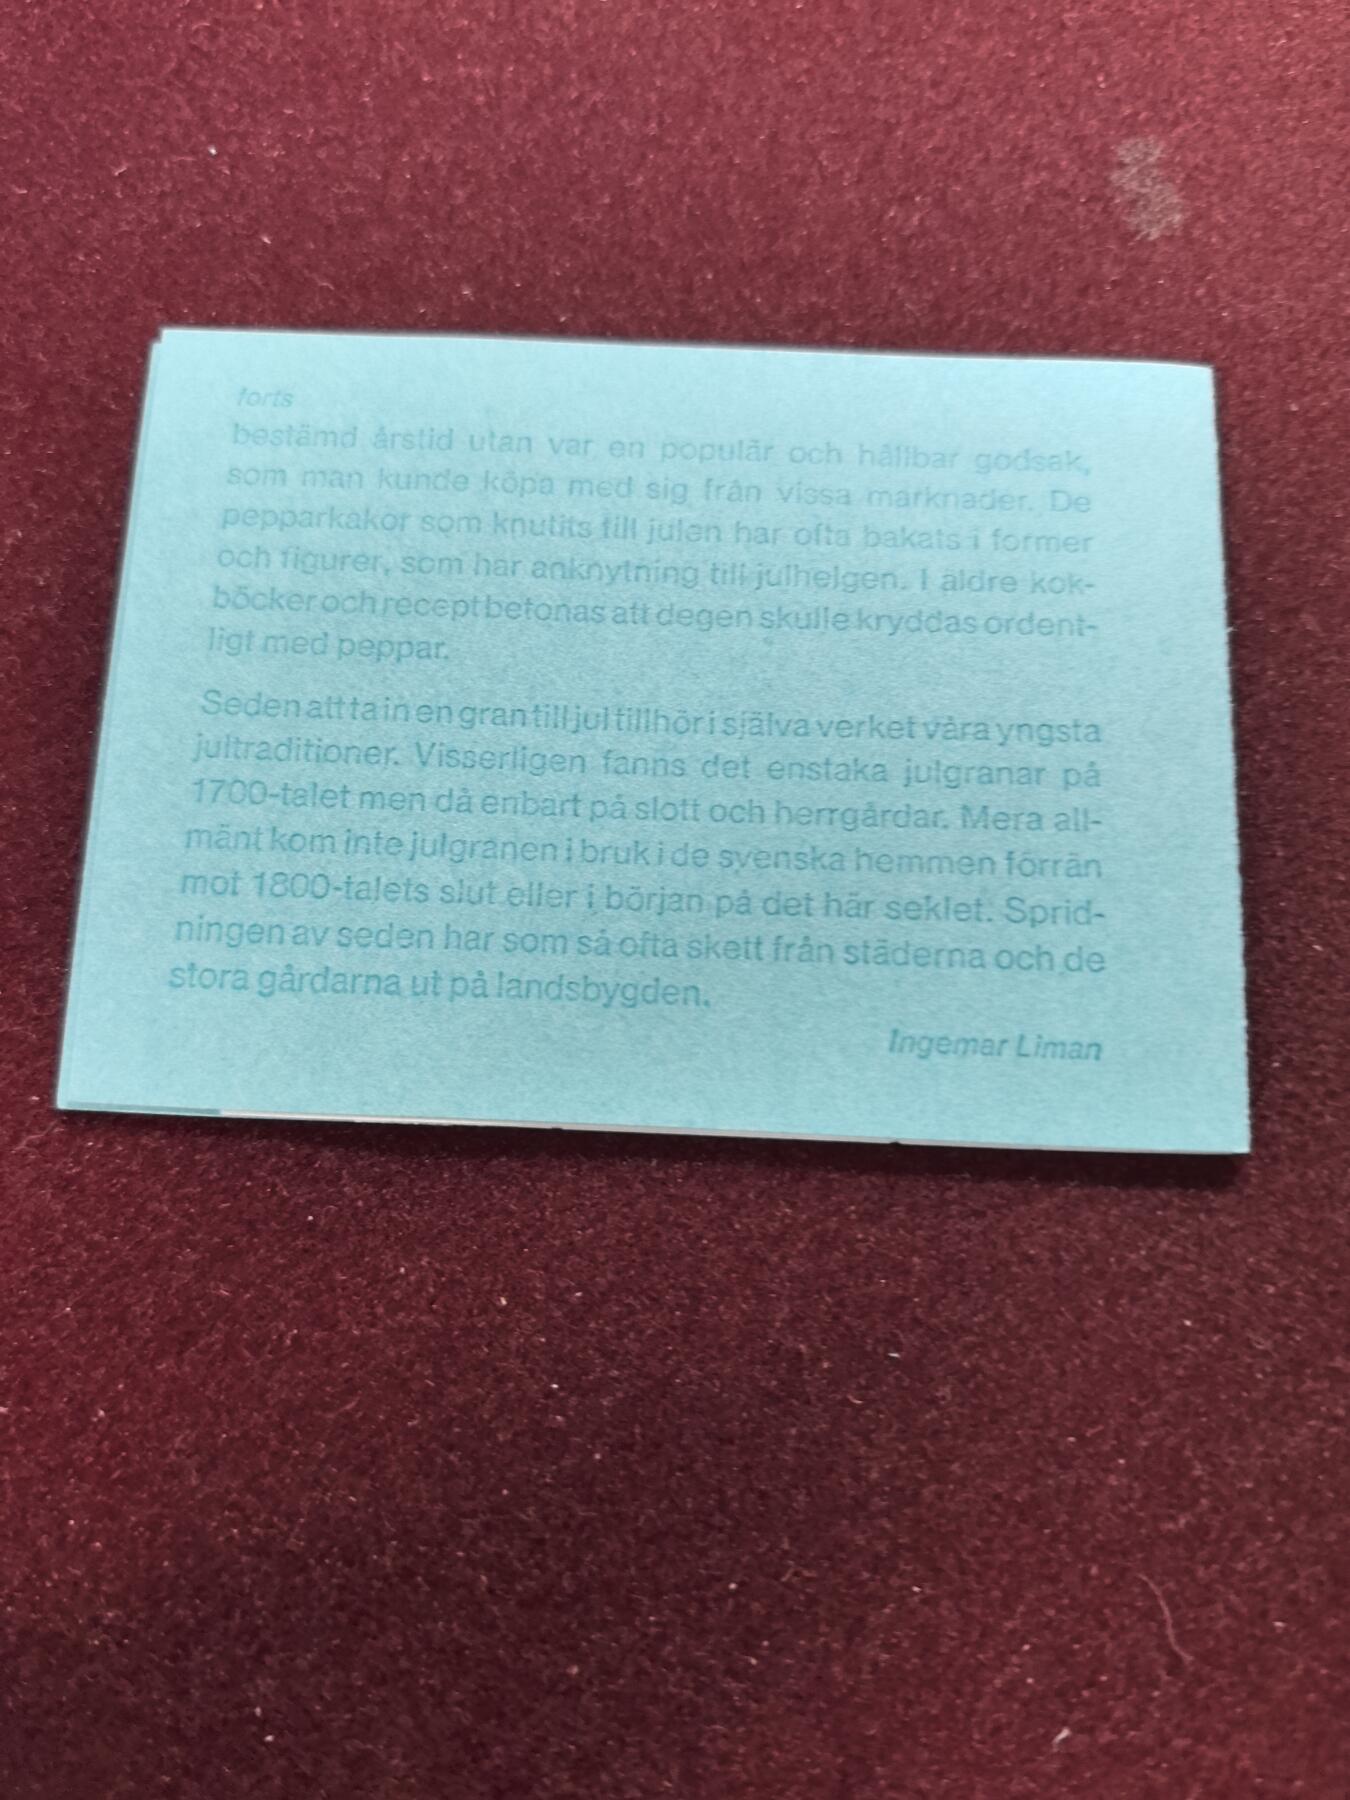 forts
bestämd årstid utan var en populär och hållbar godsak,
som man kunde köpa med sig från vissa marknader. De
pepparkakor som knutits till julen har ofta bakats i former
och figurer, som har anknytning till julhelgen. I äldre kok-
böcker och recept betonas att degen skulle kryddas ordent-
ligt med peppar.
Seden att ta in en gran till jul tillhör i själva verket våra yngsta
jultraditioner. Visserligen fanns det enstaka julgranar på
1700-talet men då enbart på slott och herrgårdar. Mera all-
mänt kom inte julgranen i bruk i de svenska hemmen förrän
mot 1800-talets slut eller i början på det här seklet. Sprid-
ningen av seden har som så ofta skett från städerna och de
stora gårdarna ut på landsbygden.
Ingemar Liman